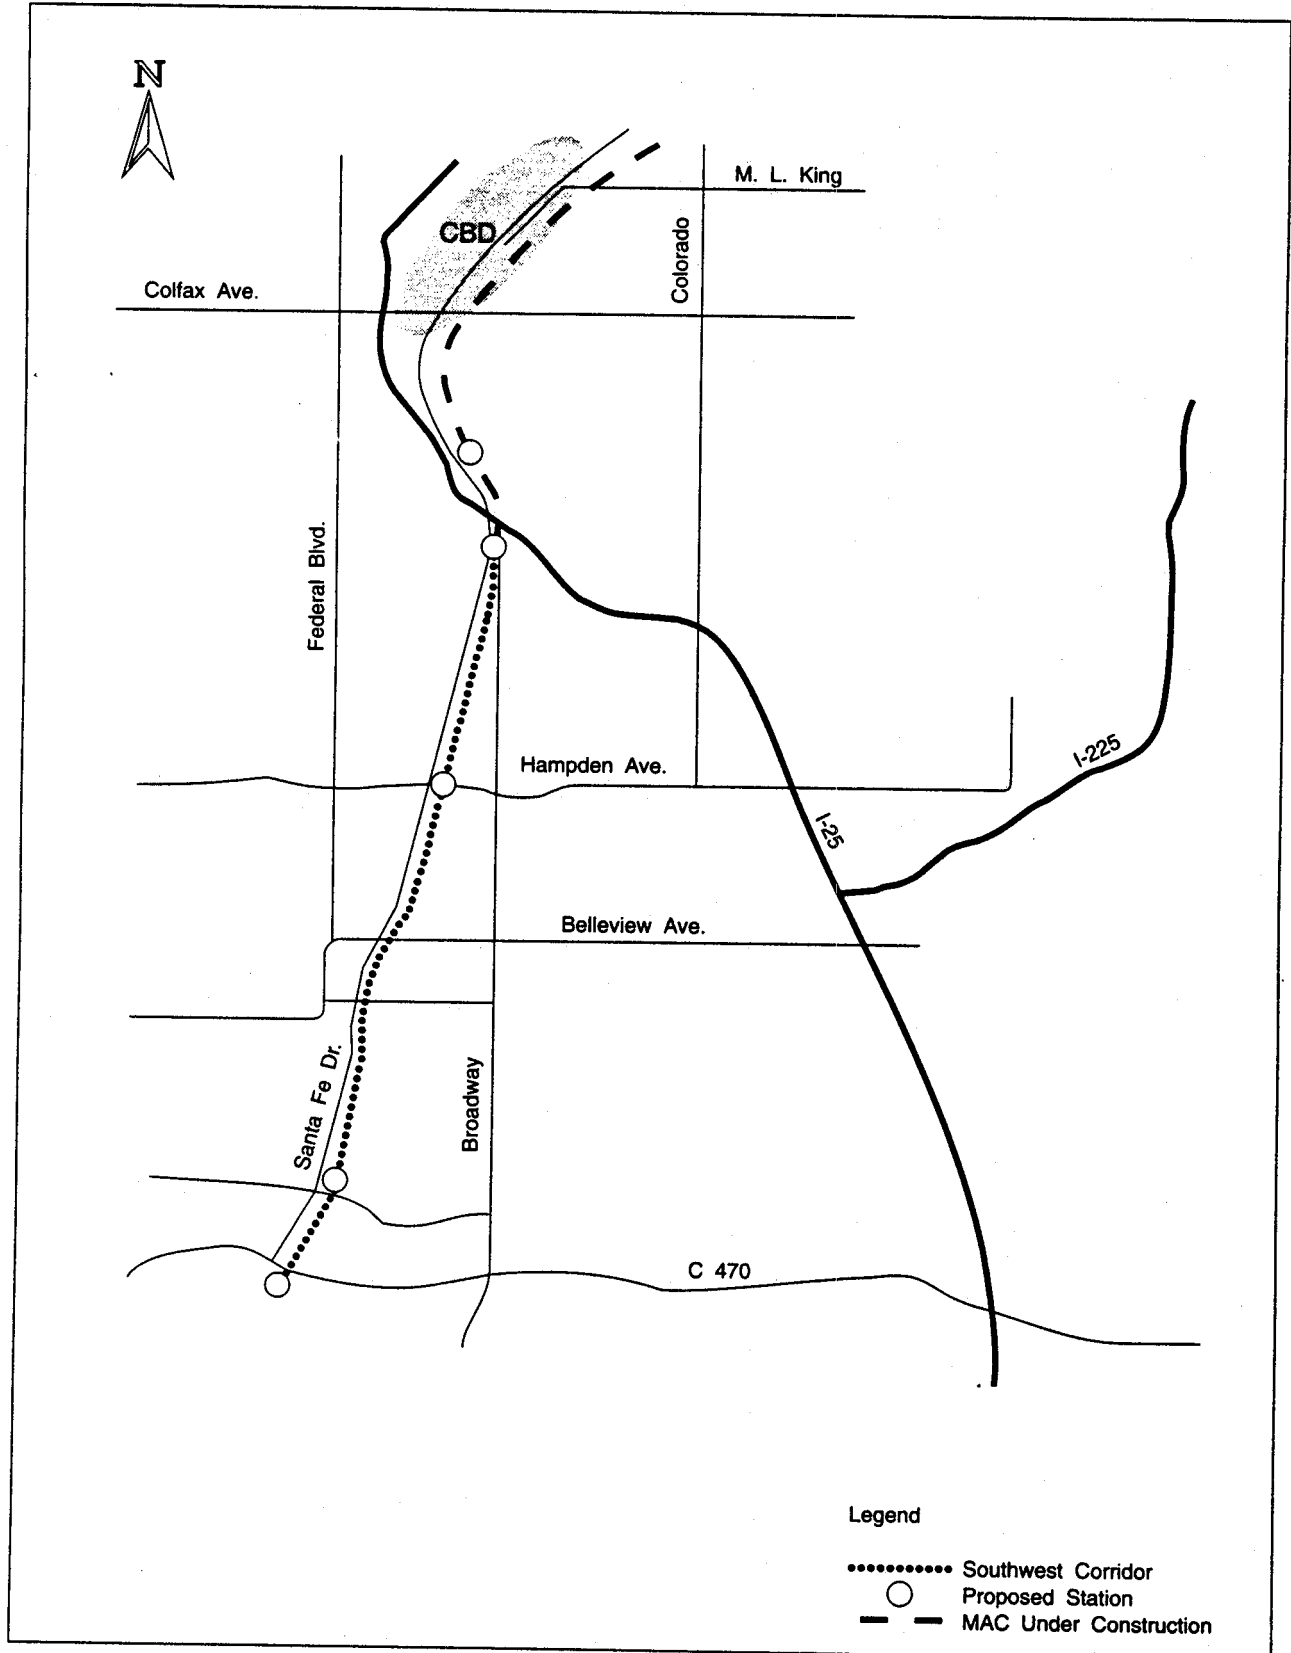 N
M. L. King
CBD
Colorado
Colfax Ave.
Federal Blvd.
Hampden Ave.
I-225
I-25
Belleview Ave.
Santa Fe Dr.
Broadway
C 470
Legend
Southwest Corridor
Proposed Station
MAC Under Construction